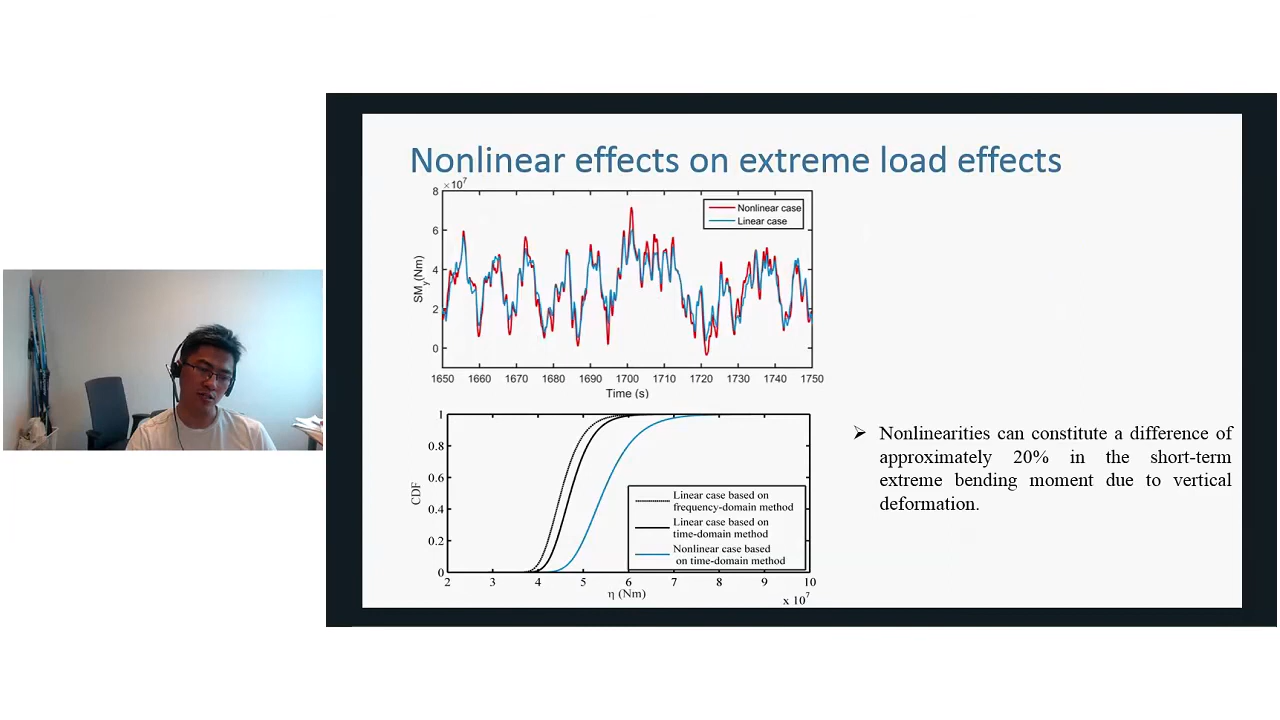 Nonlinear effects on extreme load effects
×10⁷
8
6
4
2
0
SMy(Nm)
Nonlinear case
Linear case
1650 1660 1670 1680 1690 1700 1710 1720 1730 1740 1750
Time (s)
1
0.8
0.6
0.4
0.2
0
CDF
Linear case based on
frequency-domain method
Linear case based on
time-domain method
Nonlinear case based
on time-domain method
2 3 4 5 6 7 8 9 10
η (Nm)
x 10⁷
➢ Nonlinearities can constitute a difference of
approximately 20% in the short-term
extreme bending moment due to vertical
deformation.